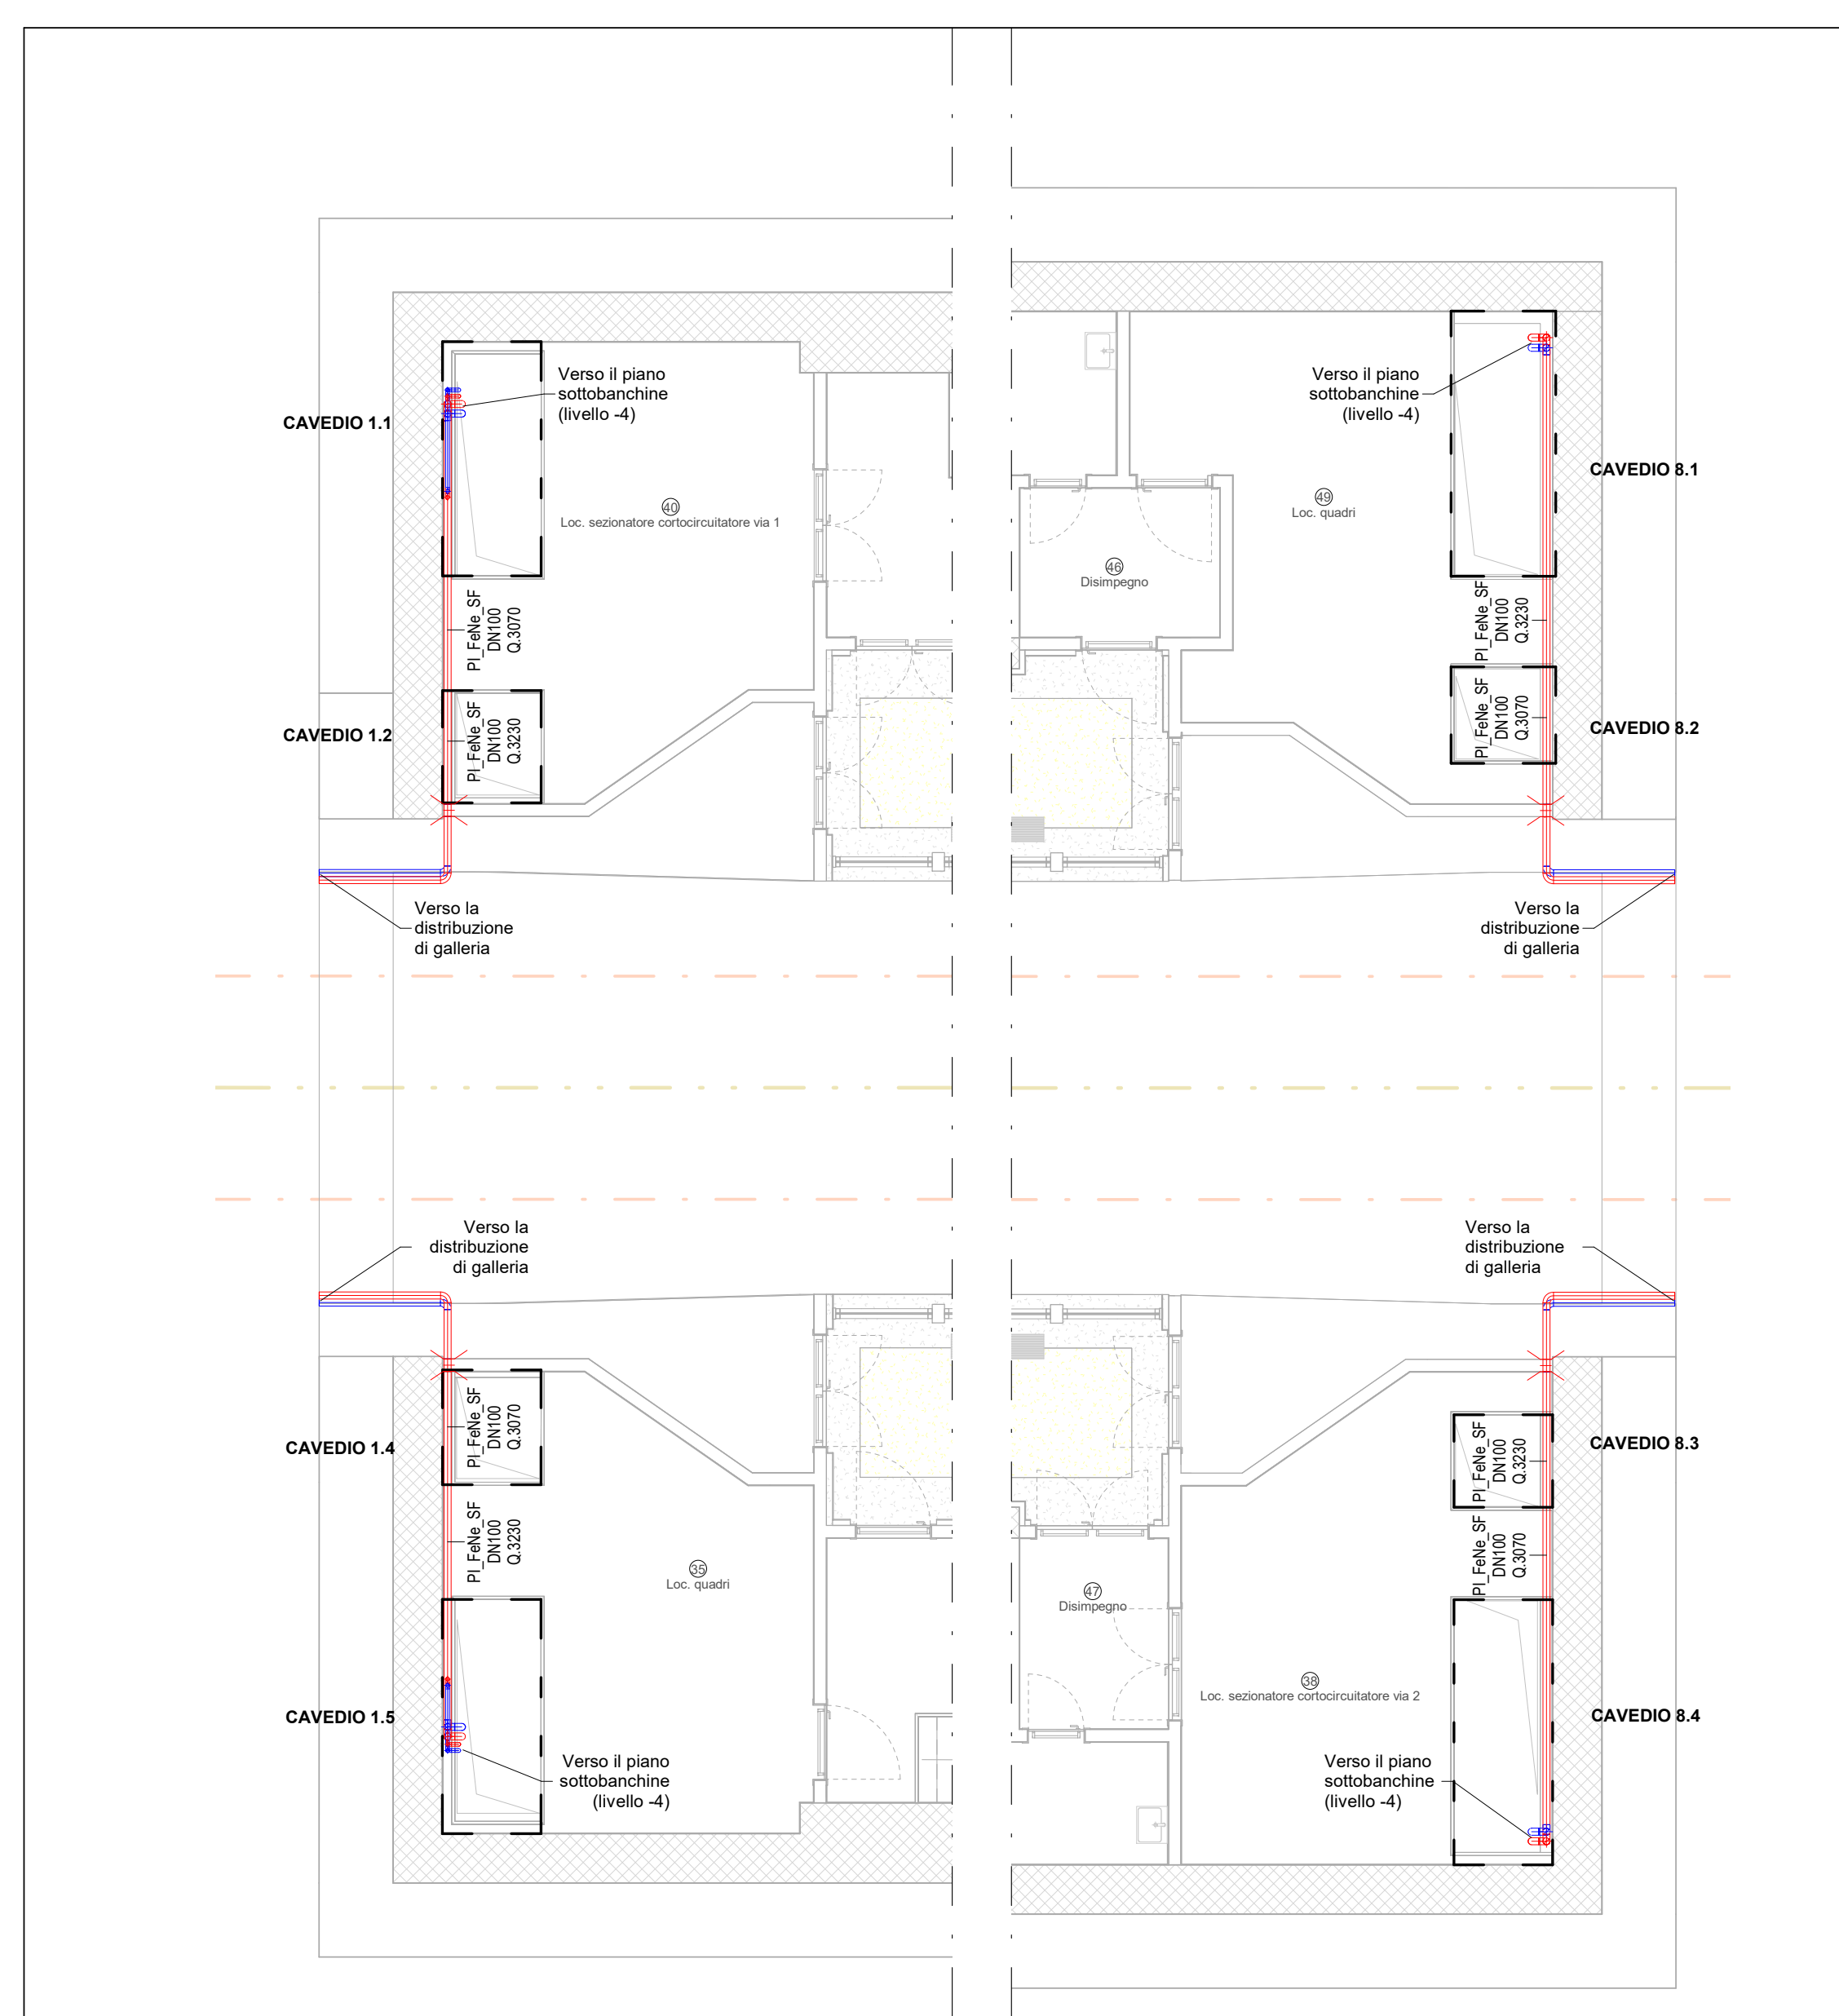 CAVEDIO 1.1
Verso il piano
sottobanchine
(livello -4)
40
Loc. sezionatore cortocircuitatore via 1
PI_FeNe_SF
DN100
Q.3070
CAVEDIO 1.2
PI_FeNe_SF
DN100
Q.3230
Verso la
distribuzione
di galleria
Verso il piano
sottobanchine
(livello -4)
CAVEDIO 8.1
49
Loc. quadri
46
Disimpegno
PI_FeNe_SF
DN100
Q.3230
PI_FeNe_SF
DN100
Q.3070
CAVEDIO 8.2
Verso la
distribuzione
di galleria
Verso la
distribuzione
di galleria
CAVEDIO 1.4
PI_FeNe_SF
DN100
Q.3070
PI_FeNe_SF
DN100
Q.3230
35
Loc. quadri
CAVEDIO 1.5
Verso il piano
sottobanchine
(livello -4)
Verso la
distribuzione
di galleria
CAVEDIO 8.3
PI_FeNe_SF
DN100
Q.3230
PI_FeNe_SF
DN100
Q.3070
47
Disimpegno
38
Loc. sezionatore cortocircuitatore via 2
CAVEDIO 8.4
Verso il piano
sottobanchine
(livello -4)